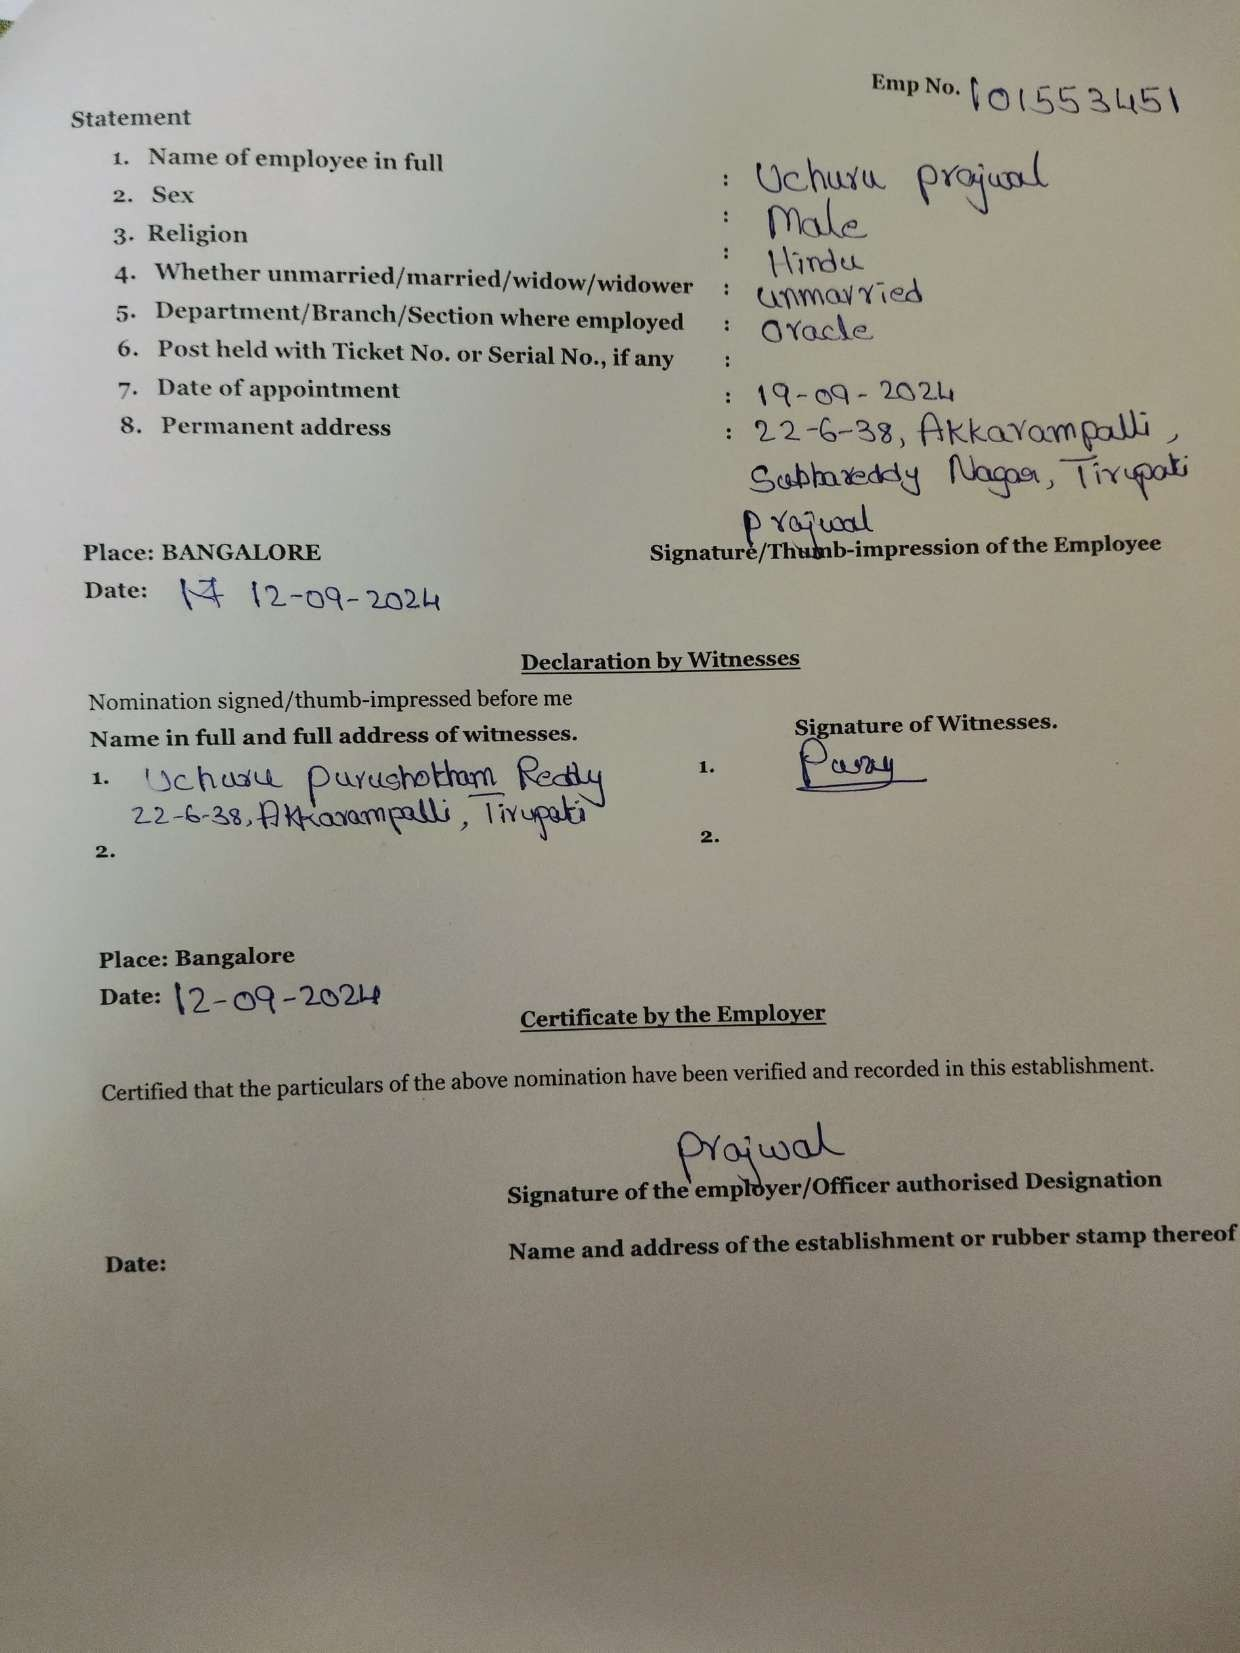 Emp No. 101553451
Statement
1. Name of employee in full : Uchuru prajwal
2. Sex : Male
3. Religion : Hindu
4. Whether unmarried/married/widow/widower : unmarried
5. Department/Branch/Section where employed : Oracle
6. Post held with Ticket No. or Serial No., if any :
7. Date of appointment : 19-09-2024
8. Permanent address : 22-6-38, Akkarampalli,
Subbareddy Nagar, Tirupati
prajwal
Place: BANGALORE Signature/Thumb-impression of the Employee
Date: 12-09-2024
Declaration by Witnesses
Nomination signed/thumb-impressed before me
Name in full and full address of witnesses. Signature of Witnesses.
1. Uchuru purushotham Reddy 1.
22-6-38, Akkarampalli, Tirupati
2. 2.
Place: Bangalore
Date: 12-09-2024
Certificate by the Employer
Certified that the particulars of the above nomination have been verified and recorded in this establishment.
prajwal
Signature of the employer/Officer authorised Designation
Date: Name and address of the establishment or rubber stamp thereof